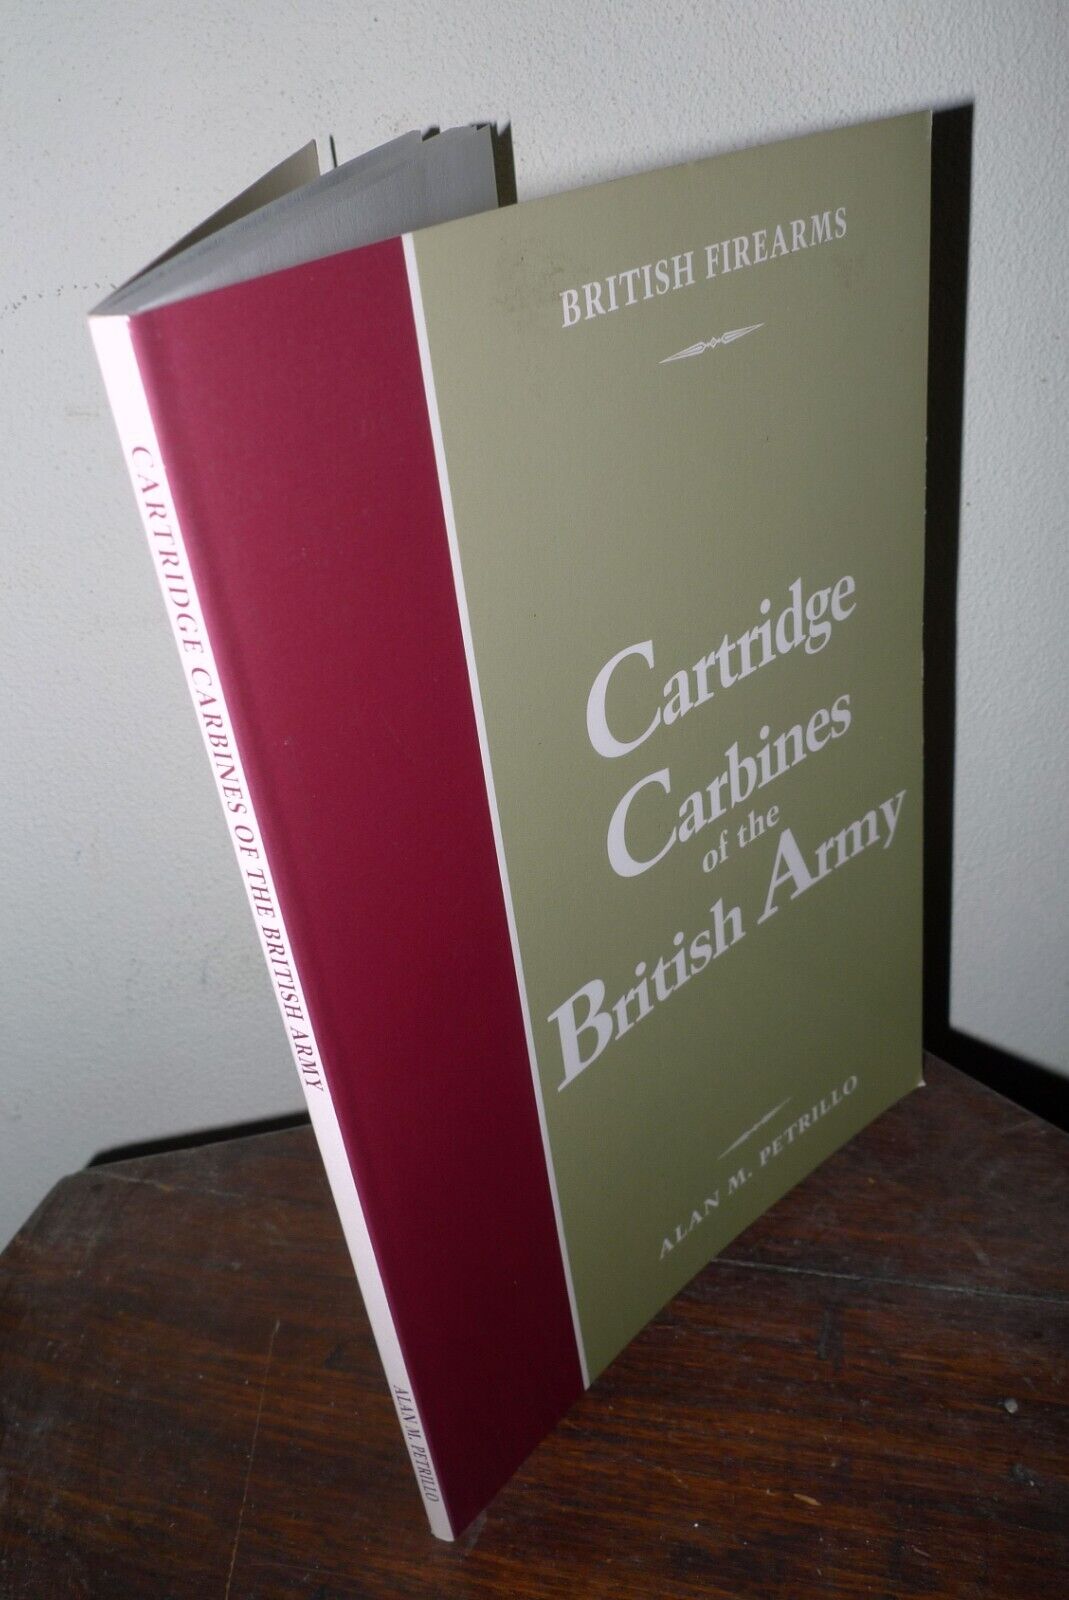 CARTRIDGE CARBINES OF THE BRITISH ARMY
ALAN M. PETRILLO
BRITISH FIREARMS
Cartridge
Carbines
of the
British Army
ALAN M. PETRILLO